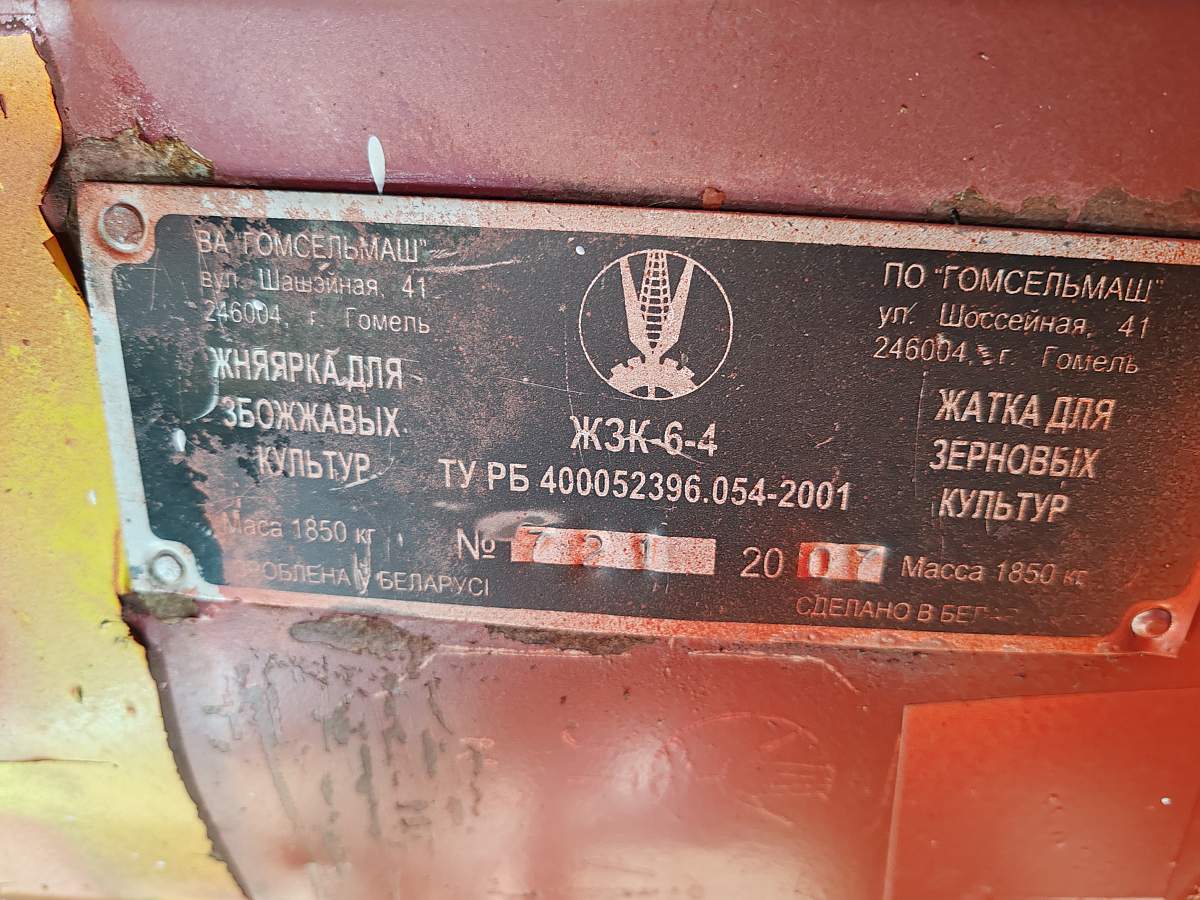 ВА "ГОМСЕЛЬМАШ"
вул. Шашэйная, 41
246004, г. Гомель
ЖНЯЯРКА ДЛЯ
ЗБОЖЖАВЫХ
КУЛЬТУР
Маса 1850 кг
ЗРОБЛЕНА У БЕЛАРУСІ
ЖЗК-6-4
ТУ РБ 400052396.054-2001
№ 721 2007
ПО "ГОМСЕЛЬМАШ"
ул. Шоссейная, 41
246004, г. Гомель
ЖАТКА ДЛЯ
ЗЕРНОВЫХ
КУЛЬТУР
Масса 1850 кг
СДЕЛАНО В